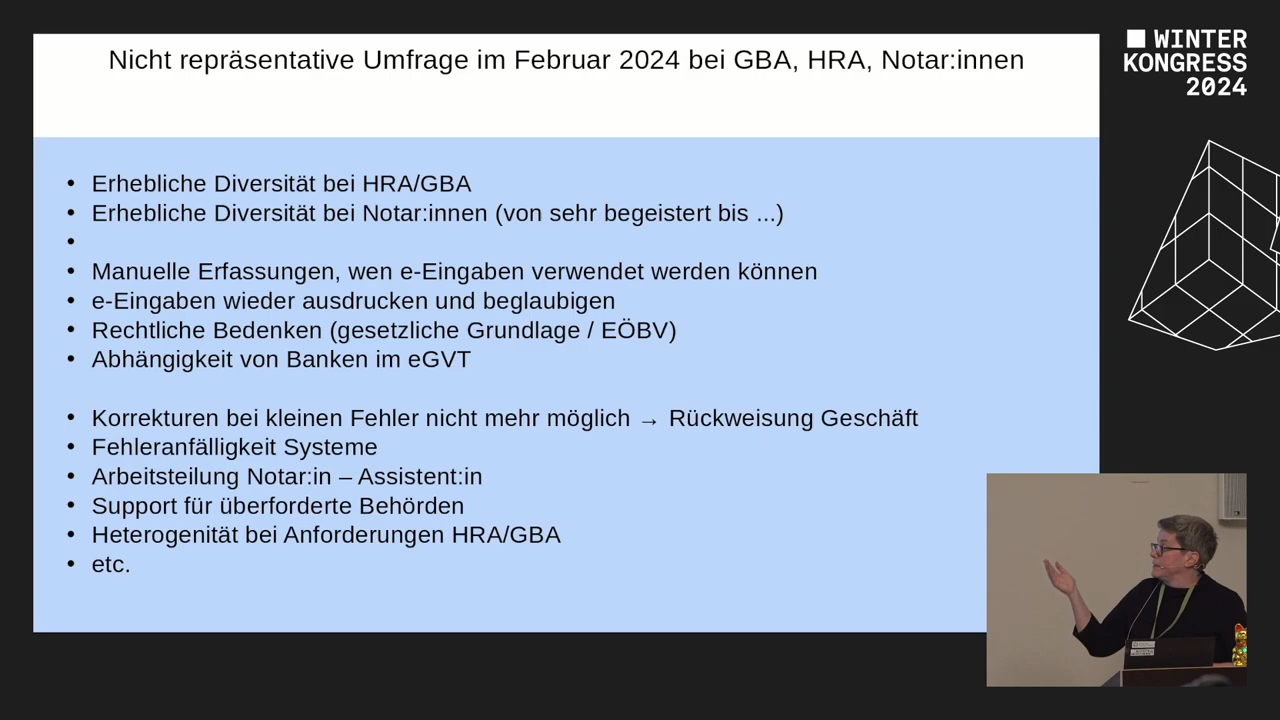 Nicht repräsentative Umfrage im Februar 2024 bei GBA, HRA, Notar:innen
WINTER
KONGRESS
2024
• Erhebliche Diversität bei HRA/GBA
• Erhebliche Diversität bei Notar:innen (von sehr begeistert bis ...)
•
• Manuelle Erfassungen, wen e-Eingaben verwendet werden können
• e-Eingaben wieder ausdrucken und beglaubigen
• Rechtliche Bedenken (gesetzliche Grundlage / EÖBV)
• Abhängigkeit von Banken im eGVT
• Korrekturen bei kleinen Fehler nicht mehr möglich → Rückweisung Geschäft
• Fehleranfälligkeit Systeme
• Arbeitsteilung Notar:in – Assistent:in
• Support für überforderte Behörden
• Heterogenität bei Anforderungen HRA/GBA
• etc.